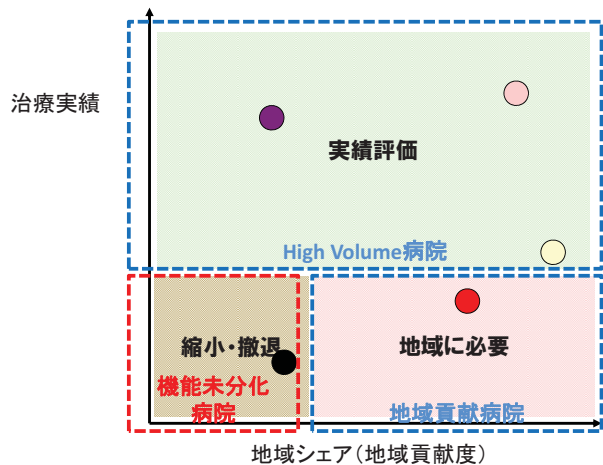 治療実績
実績評価
High Volume病院
縮小・撤退
地域に必要
機能未分化
病院
地域貢献病院
地域シェア（地域貢献度）